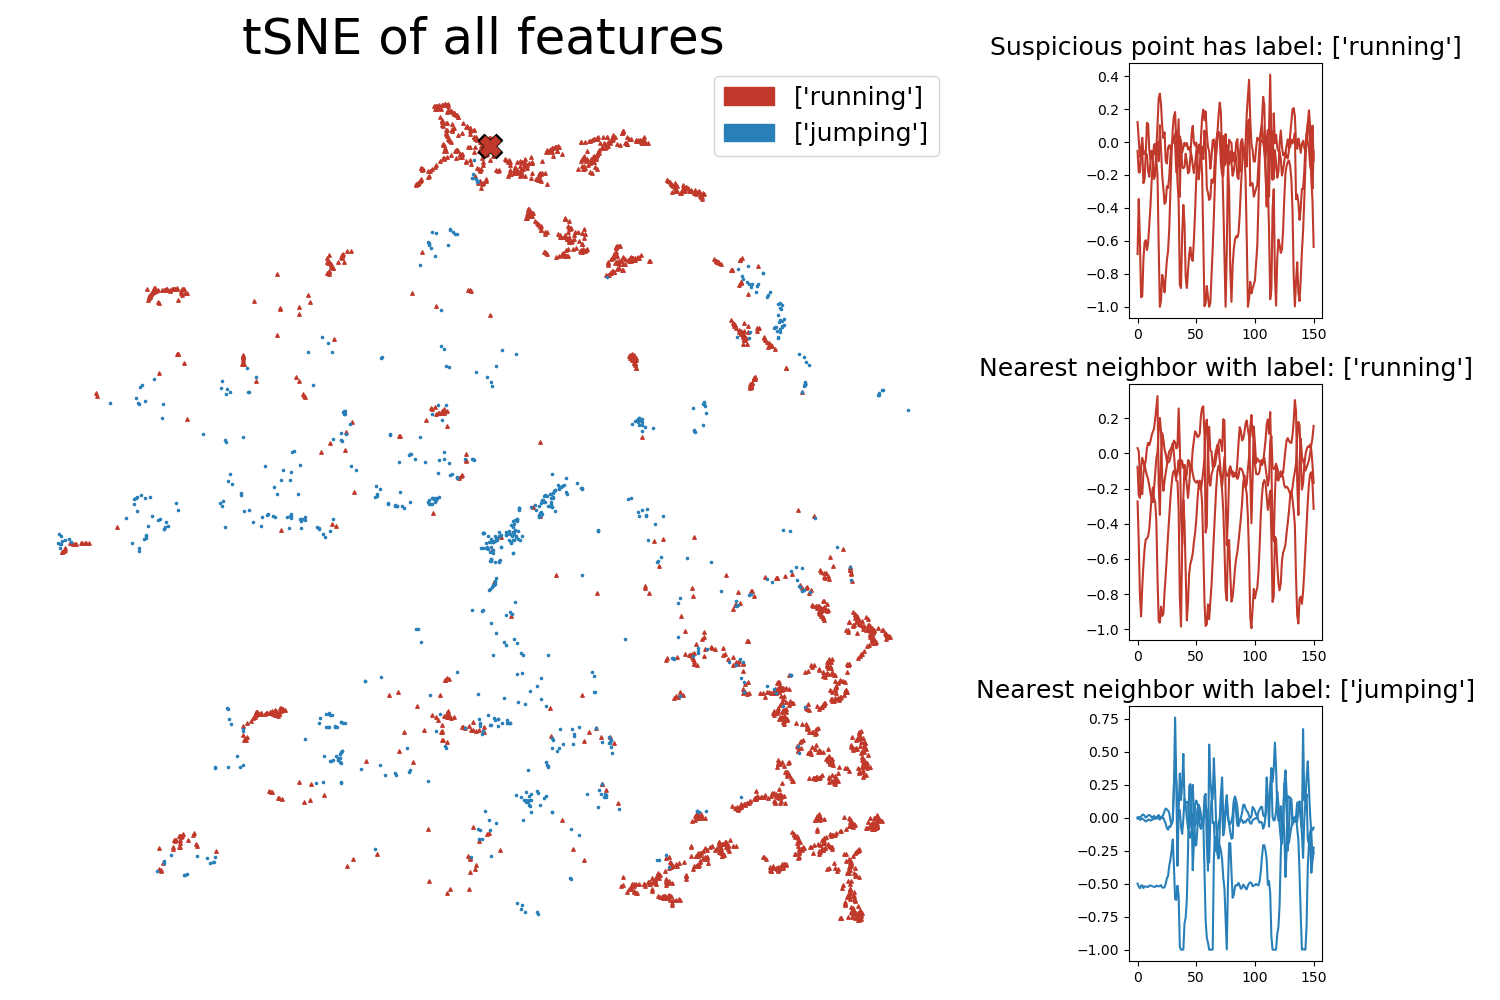 tSNE of all features
['running']
['jumping']
Suspicious point has label: ['running']
0.4
0.2
0.0
−0.2
−0.4
−0.6
−0.8
−1.0
0 50 100 150
Nearest neighbor with label: ['running']
0.2
0.0
−0.2
−0.4
−0.6
−0.8
−1.0
0 50 100 150
Nearest neighbor with label: ['jumping']
0.75
0.50
0.25
0.00
−0.25
−0.50
−0.75
−1.00
0 50 100 150